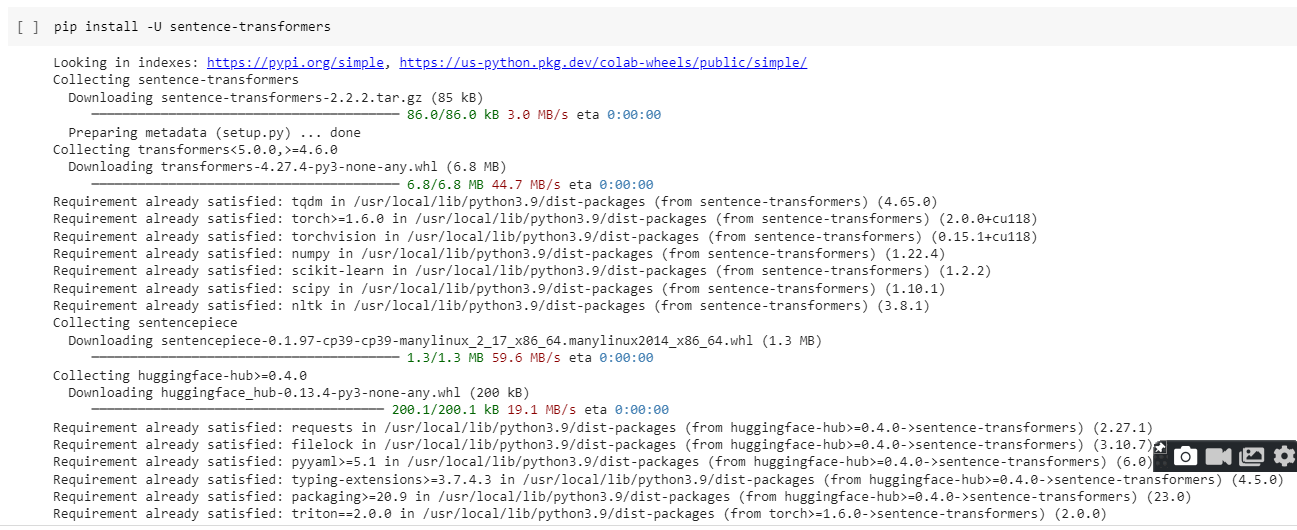 [ ] pip install -U sentence-transformers
Looking in indexes: https://pypi.org/simple, https://us-python.pkg.dev/colab-wheels/public/simple/
Collecting sentence-transformers
Downloading sentence-transformers-2.2.2.tar.gz (85 kB)
86.0/86.0 kB 3.0 MB/s eta 0:00:00
Preparing metadata (setup.py) ... done
Collecting transformers<5.0.0,>=4.6.0
Downloading transformers-4.27.4-py3-none-any.whl (6.8 MB)
6.8/6.8 MB 44.7 MB/s eta 0:00:00
Requirement already satisfied: tqdm in /usr/local/lib/python3.9/dist-packages (from sentence-transformers) (4.65.0)
Requirement already satisfied: torch>=1.6.0 in /usr/local/lib/python3.9/dist-packages (from sentence-transformers) (2.0.0+cu118)
Requirement already satisfied: torchvision in /usr/local/lib/python3.9/dist-packages (from sentence-transformers) (0.15.1+cu118)
Requirement already satisfied: numpy in /usr/local/lib/python3.9/dist-packages (from sentence-transformers) (1.22.4)
Requirement already satisfied: scikit-learn in /usr/local/lib/python3.9/dist-packages (from sentence-transformers) (1.2.2)
Requirement already satisfied: scipy in /usr/local/lib/python3.9/dist-packages (from sentence-transformers) (1.10.1)
Requirement already satisfied: nltk in /usr/local/lib/python3.9/dist-packages (from sentence-transformers) (3.8.1)
Collecting sentencepiece
Downloading sentencepiece-0.1.97-cp39-cp39-manylinux_2_17_x86_64.manylinux2014_x86_64.whl (1.3 MB)
1.3/1.3 MB 59.6 MB/s eta 0:00:00
Collecting huggingface-hub>=0.4.0
Downloading huggingface_hub-0.13.4-py3-none-any.whl (200 kB)
200.1/200.1 kB 19.1 MB/s eta 0:00:00
Requirement already satisfied: requests in /usr/local/lib/python3.9/dist-packages (from huggingface-hub>=0.4.0->sentence-transformers) (2.27.1)
Requirement already satisfied: filelock in /usr/local/lib/python3.9/dist-packages (from huggingface-hub>=0.4.0->sentence-transformers) (3.10.7)
Requirement already satisfied: pyyaml>=5.1 in /usr/local/lib/python3.9/dist-packages (from huggingface-hub>=0.4.0->sentence-transformers) (6.0)
Requirement already satisfied: typing-extensions>=3.7.4.3 in /usr/local/lib/python3.9/dist-packages (from huggingface-hub>=0.4.0->sentence-transformers) (4.5.0)
Requirement already satisfied: packaging>=20.9 in /usr/local/lib/python3.9/dist-packages (from huggingface-hub>=0.4.0->sentence-transformers) (23.0)
Requirement already satisfied: triton==2.0.0 in /usr/local/lib/python3.9/dist-packages (from torch>=1.6.0->sentence-transformers) (2.0.0)